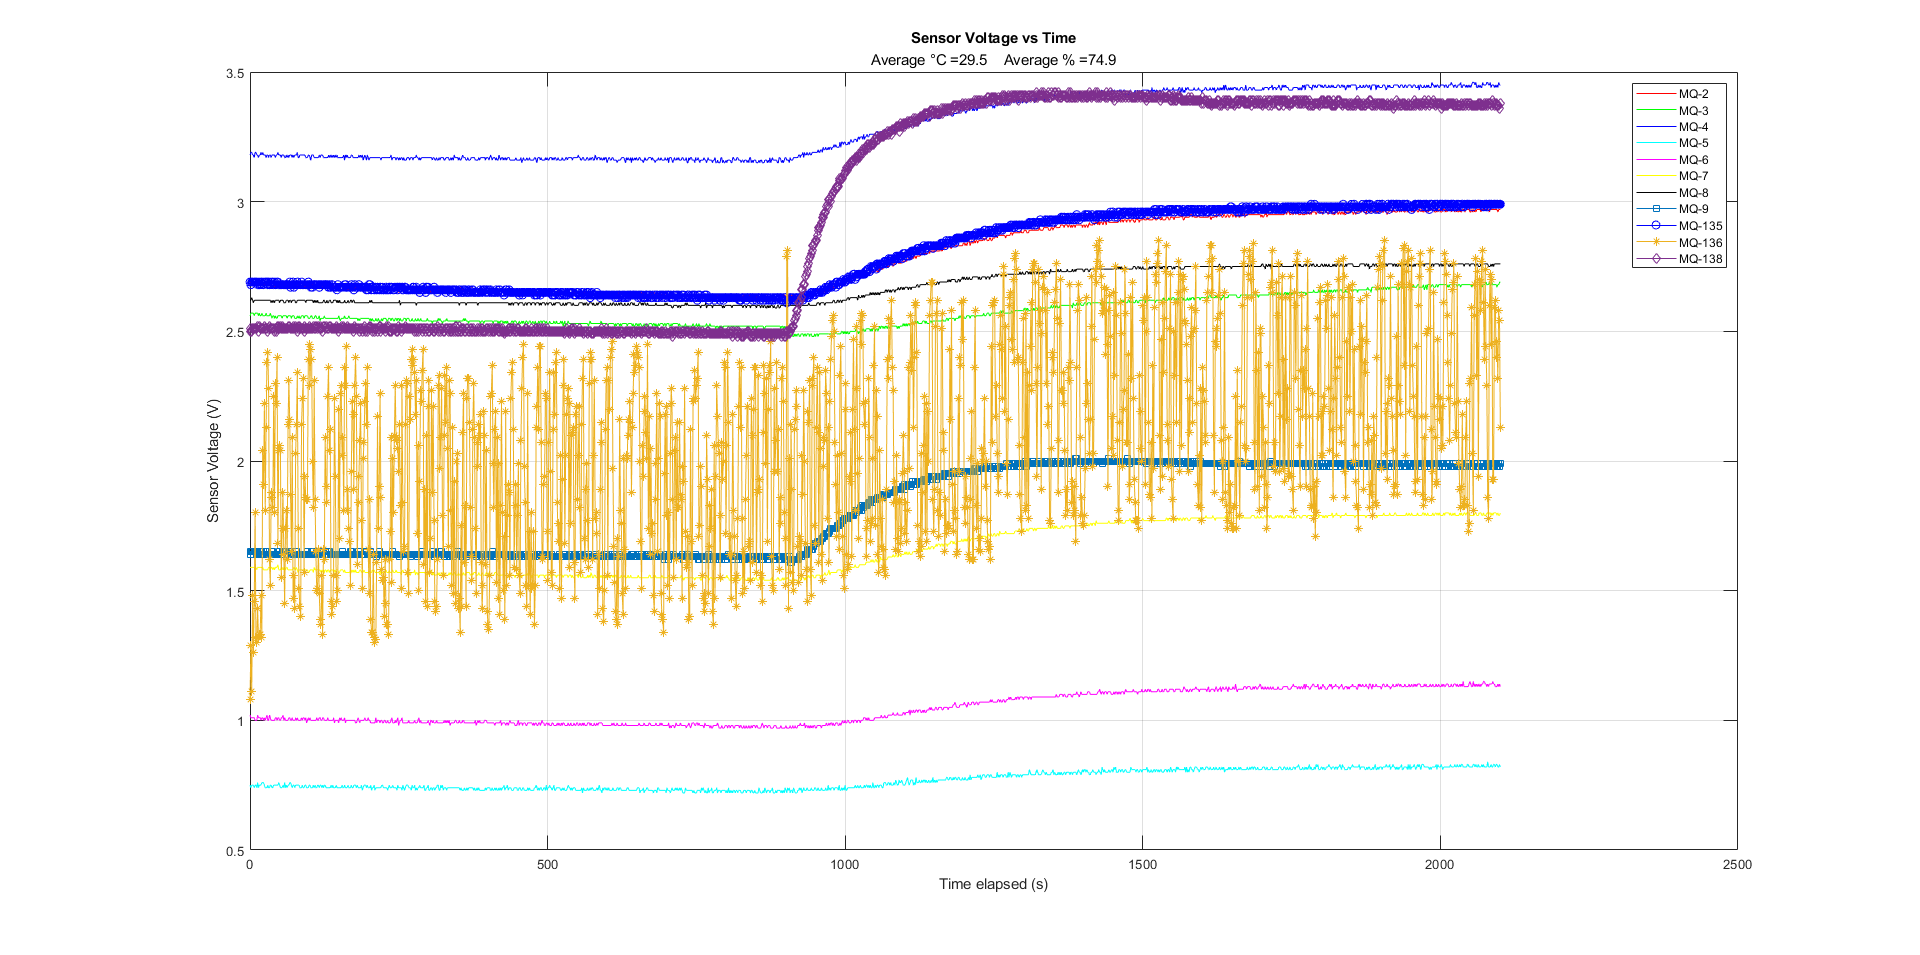 Sensor Voltage vs Time
Average °C =29.5 Average % =74.9
3.5
3
2.5
2
1.5
1
0.5
Sensor Voltage (V)
0 500 1000 1500 2000 2500
Time elapsed (s)
MQ-2
MQ-3
MQ-4
MQ-5
MQ-6
MQ-7
MQ-8
MQ-9
MQ-135
MQ-136
MQ-138